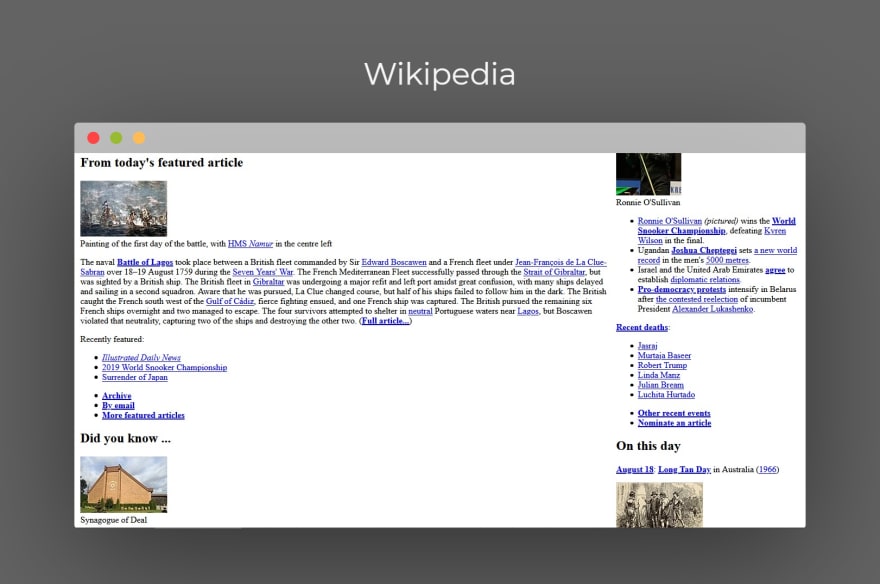 Wikipedia
From today's featured article
Painting of the first day of the battle, with HMS Namur in the centre left
The naval Battle of Lagos took place between a British fleet commanded by Sir Edward Boscawen and a French fleet under Jean-François de La Clue-
Sabran over 18–19 August 1759 during the Seven Years' War. The French Mediterranean Fleet successfully passed through the Strait of Gibraltar, but
was sighted by a British ship. The British fleet in Gibraltar was undergoing a major refit and left port amidst great confusion, with many ships delayed
and sailing in a second squadron. Aware that he was pursued, La Clue changed course, but half of his ships failed to follow him in the dark. The British
caught the French south west of the Gulf of Cádiz, fierce fighting ensued, and one French ship was captured. The British pursued the remaining six
French ships overnight and two managed to escape. The four survivors attempted to shelter in neutral Portuguese waters near Lagos, but Boscawen
violated that neutrality, capturing two of the ships and destroying the other two. (Full article...)
Recently featured:
Illustrated Daily News
2019 World Snooker Championship
Surrender of Japan
Archive
By email
More featured articles
Did you know ...
Synagogue of Deal
Ronnie O'Sullivan
Ronnie O'Sullivan (pictured) wins the World
Snooker Championship, defeating Kyren
Wilson in the final.
Ugandan Joshua Cheptegei sets a new world
record in the men's 5000 metres.
Israel and the United Arab Emirates agree to
establish diplomatic relations.
Pro-democracy protests intensify in Belarus
after the contested reelection of incumbent
President Alexander Lukashenko.
Recent deaths:
Jasraj
Murtaja Baseer
Robert Trump
Linda Manz
Julian Bream
Luchita Hurtado
Other recent events
Nominate an article
On this day
August 18: Long Tan Day in Australia (1966)